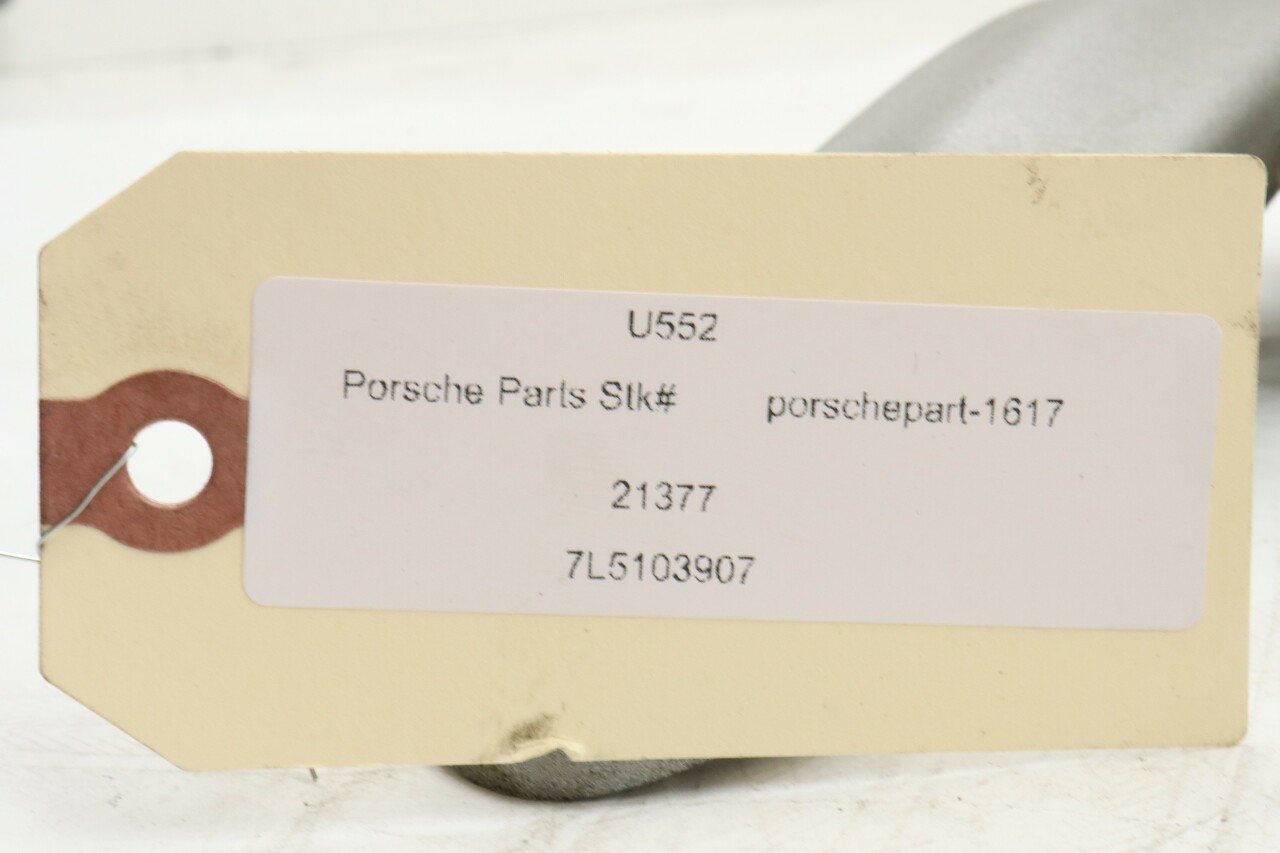 U552
Porsche Parts Stk# porschepart-1617
21377
7L5103907